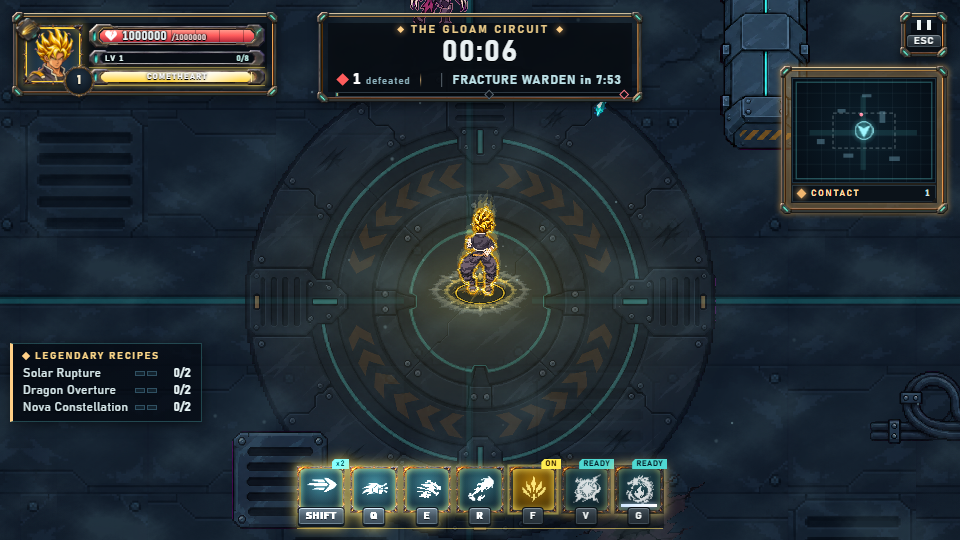 1000000 /1000000
LV 1 0/8
COMETHEART
1
THE GLOAM CIRCUIT
00:06
1 defeated
FRACTURE WARDEN in 7:53
ESC
CONTACT 1
LEGENDARY RECIPES
Solar Rupture 0/2
Dragon Overture 0/2
Nova Constellation 0/2
x2 ON READY READY
SHIFT Q E R F V G